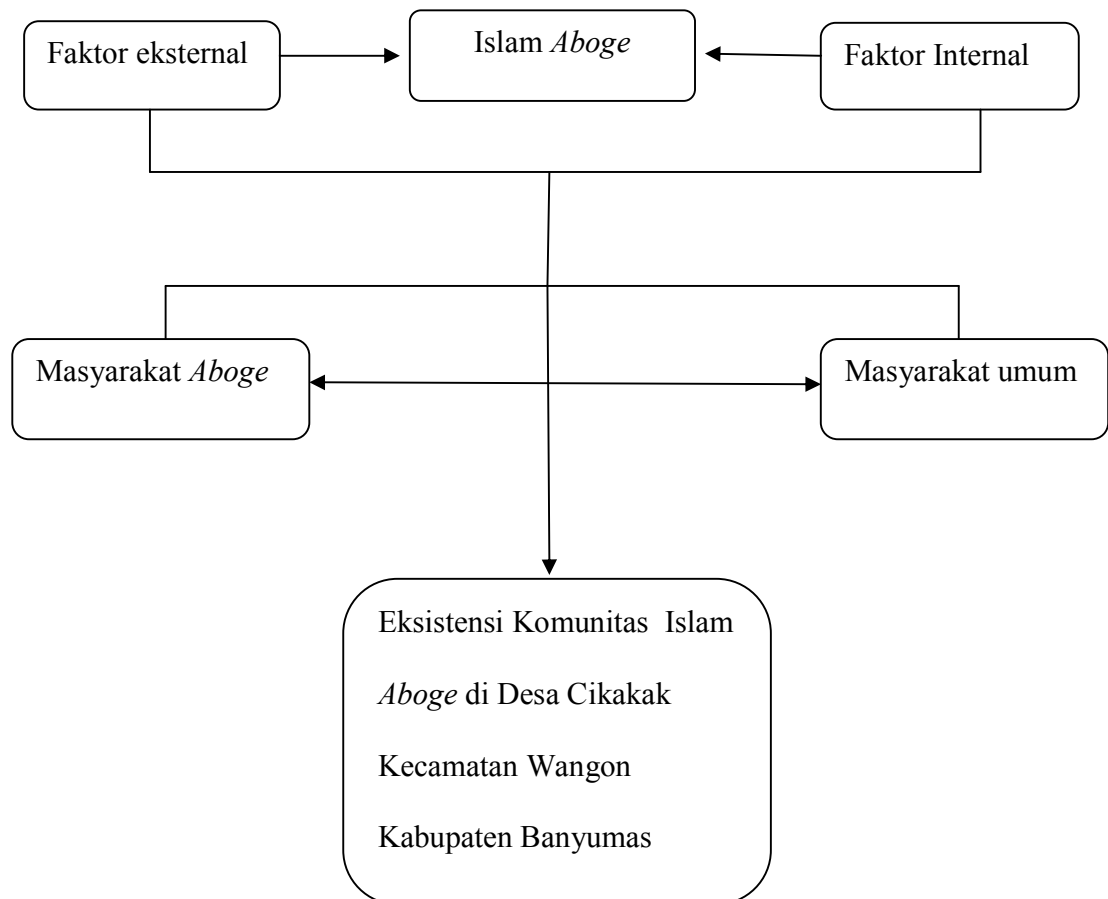 Faktor eksternal
Islam Aboge
Faktor Internal
Masyarakat Aboge
Masyarakat umum
Eksistensi Komunitas Islam
Aboge di Desa Cikakak
Kecamatan Wangon
Kabupaten Banyumas